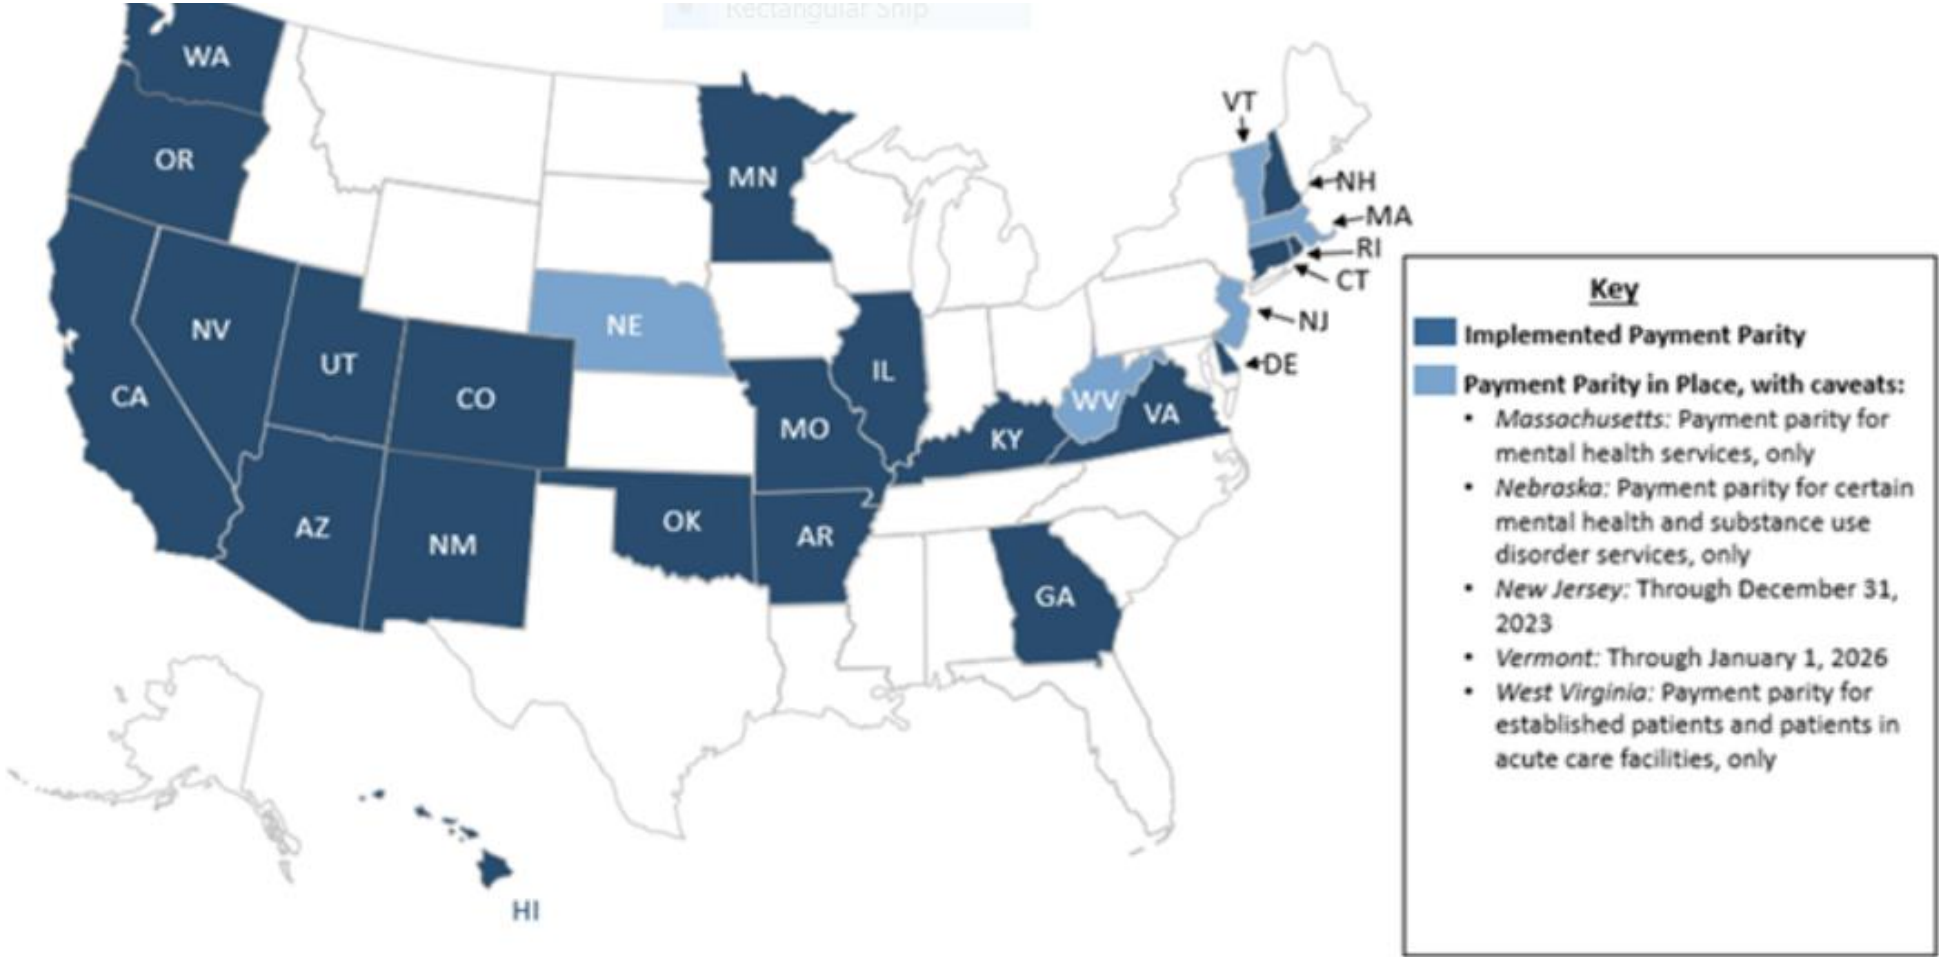 Rectangular Snip
WA
OR
CA
NV
UT
CO
AZ
NM
NE
MN
IL
MO
OK
AR
KY
WV
VA
GA
HI
VT
NH
MA
RI
CT
NJ
DE
Key
Implemented Payment Parity
Payment Parity in Place, with caveats:
• Massachusetts: Payment parity for
mental health services, only
• Nebraska: Payment parity for certain
mental health and substance use
disorder services, only
• New Jersey: Through December 31,
2023
• Vermont: Through January 1, 2026
• West Virginia: Payment parity for
established patients and patients in
acute care facilities, only